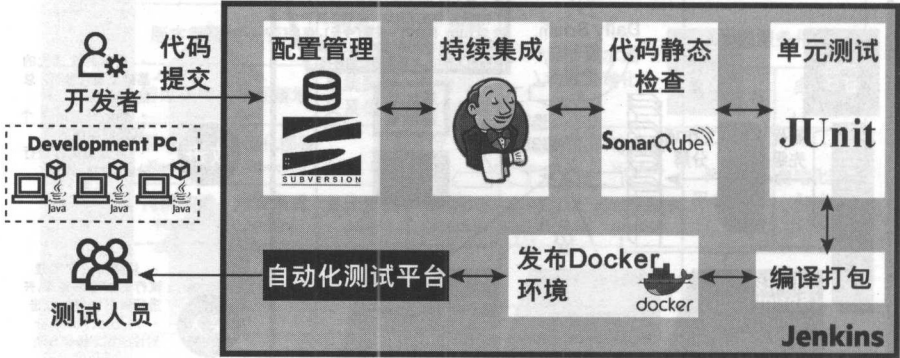 代码
提交
开发者
Development PC
Java
Java
Java
测试人员
配置管理
SUBVERSION
持续集成
代码静态
检查
SonarQube
单元测试
JUnit
自动化测试平台
发布Docker
环境
docker
编译打包
Jenkins